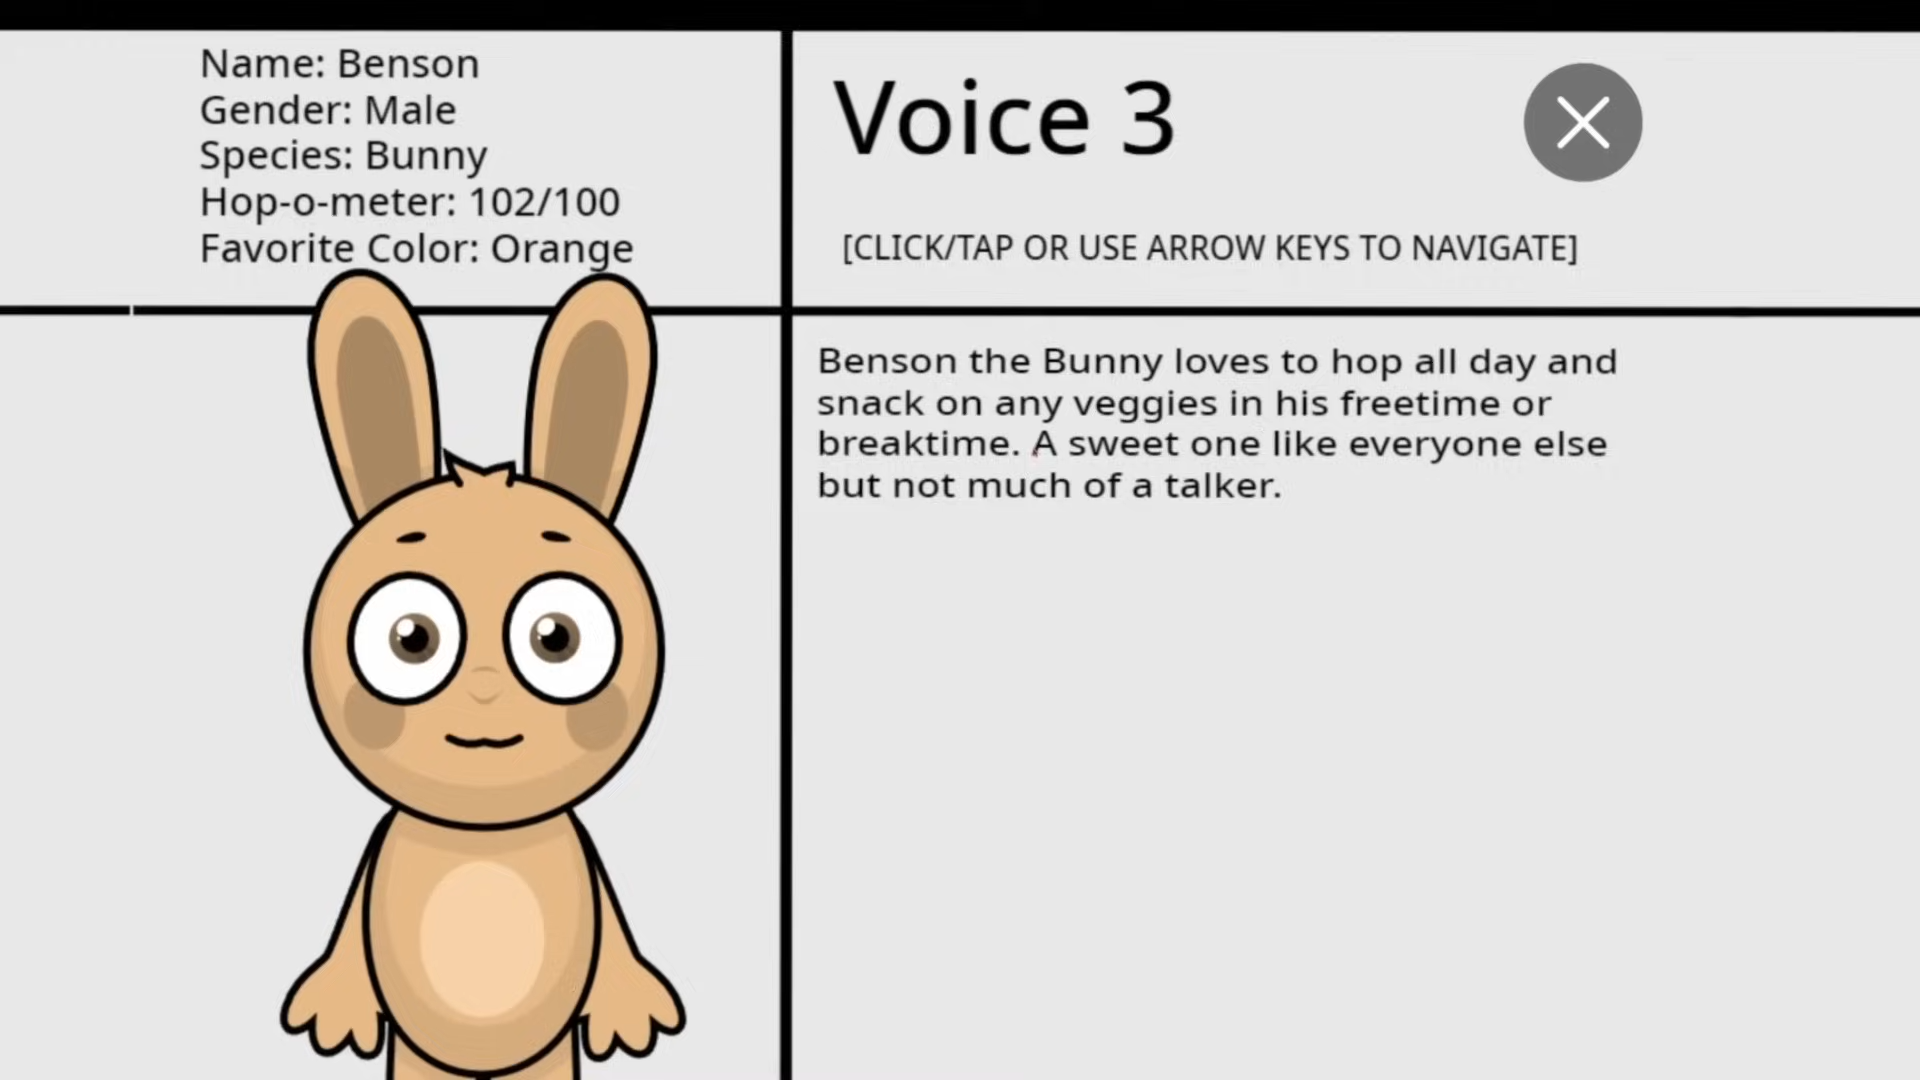 Name: Benson
Gender: Male
Species: Bunny
Hop-o-meter: 102/100
Favorite Color: Orange
Voice 3
[CLICK/TAP OR USE ARROW KEYS TO NAVIGATE]
Benson the Bunny loves to hop all day and
snack on any veggies in his freetime or
breaktime. A sweet one like everyone else
but not much of a talker.